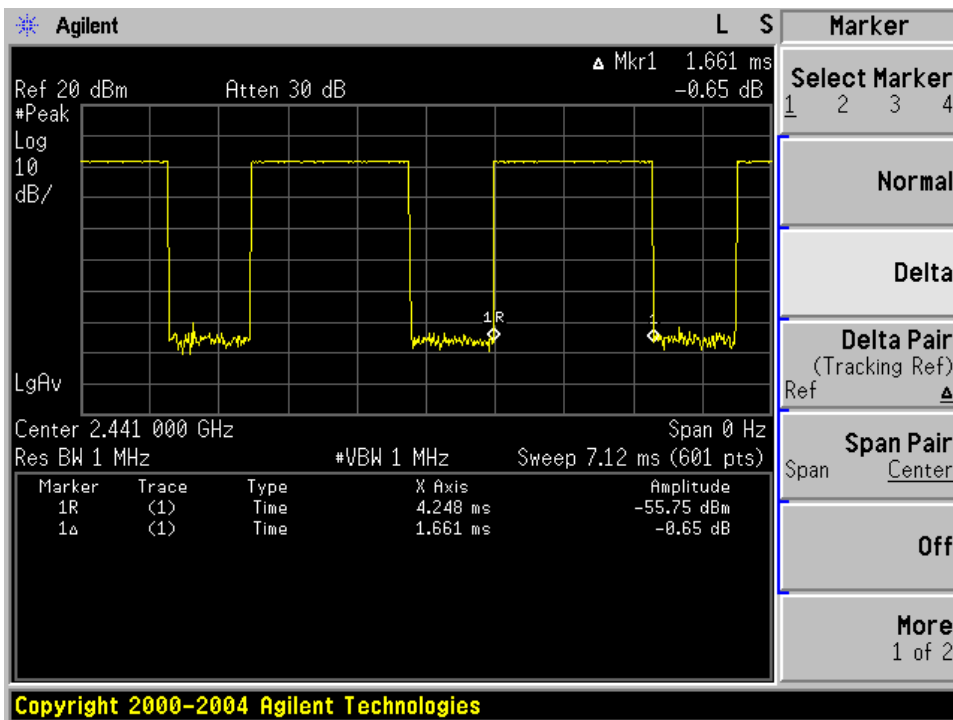 Agilent L S
Δ Mkr1 1.661 ms
Ref 20 dBm Atten 30 dB -0.65 dB
#Peak
Log
10
dB/
1R 1
LgAv
Center 2.441 000 GHz Span 0 Hz
Res BW 1 MHz #VBW 1 MHz Sweep 7.12 ms (601 pts)
Marker Trace Type X Axis Amplitude
1R (1) Time 4.248 ms -55.75 dBm
1Δ (1) Time 1.661 ms -0.65 dB
Marker
Select Marker
1 2 3 4
Normal
Delta
Delta Pair
(Tracking Ref)
Ref Δ
Span Pair
Span Center
Off
More
1 of 2
Copyright 2000-2004 Agilent Technologies